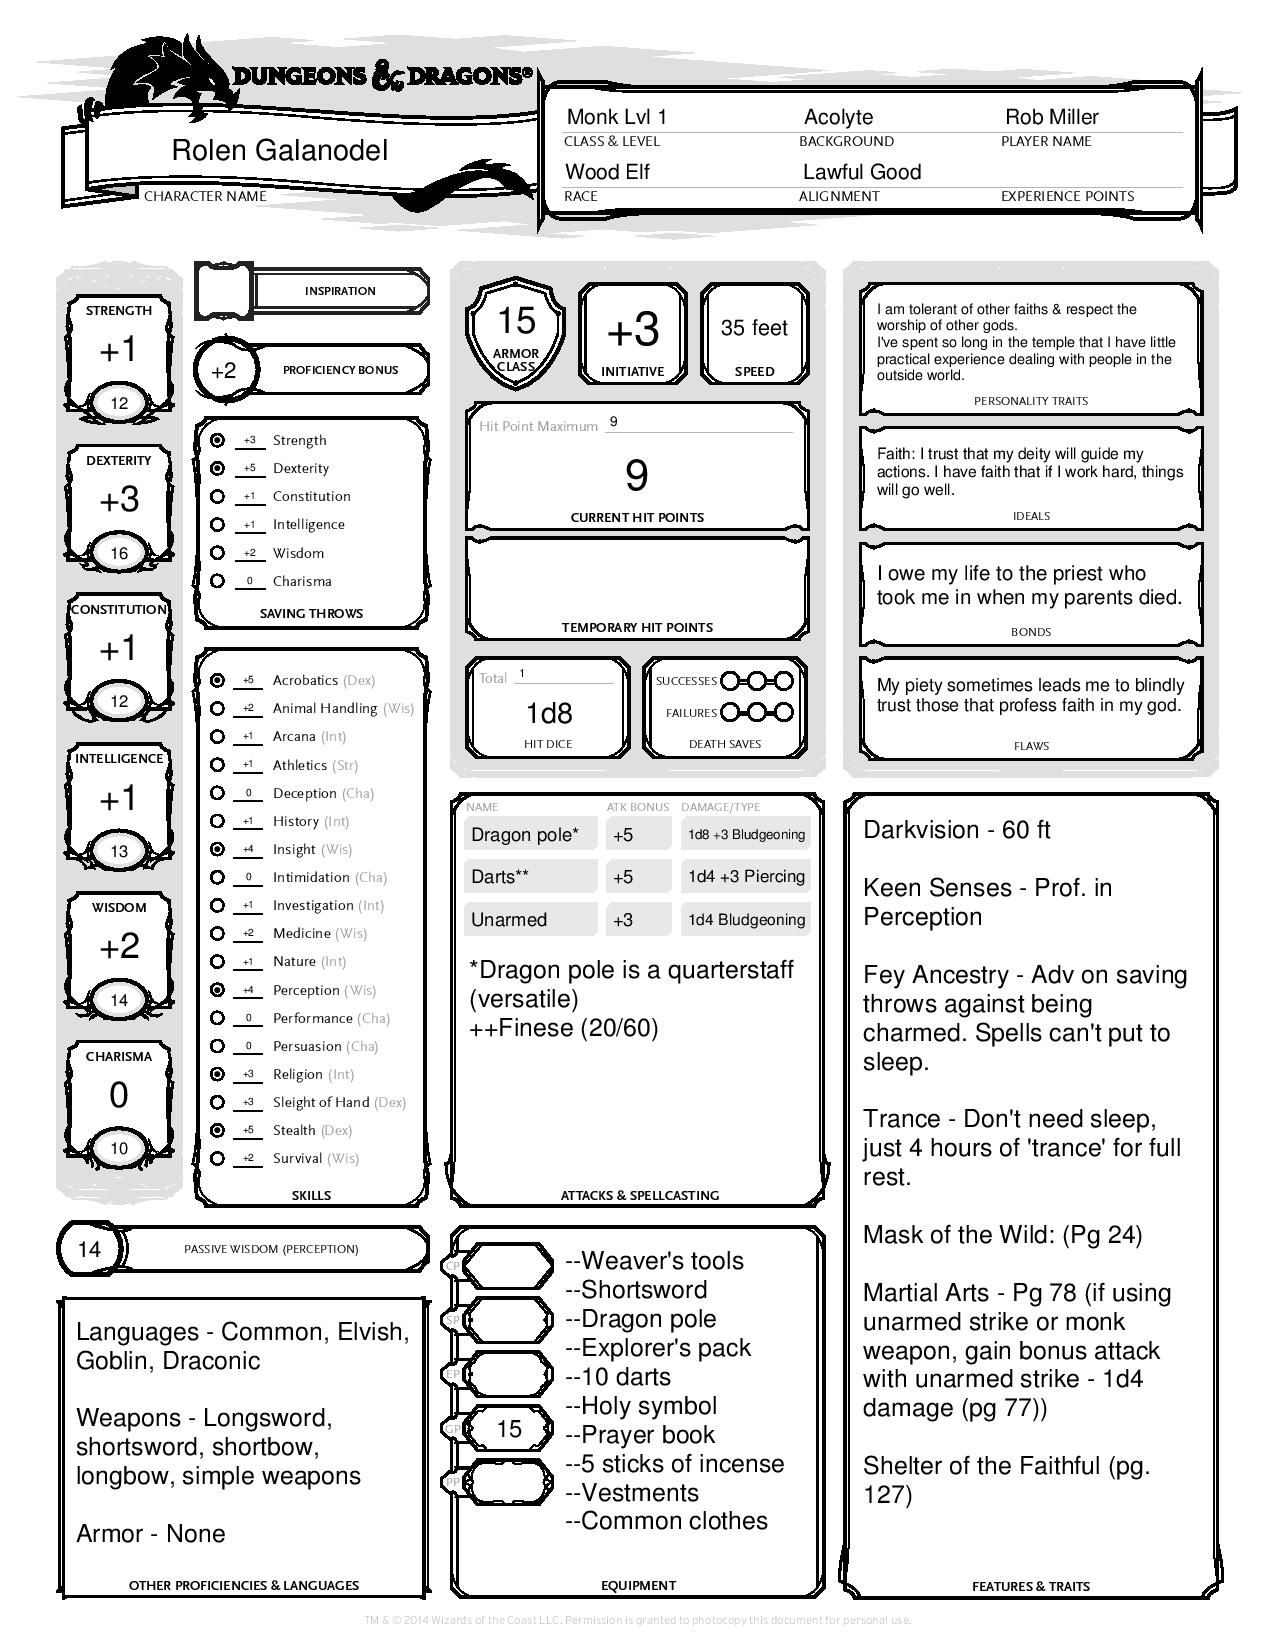 DUNGEONS & DRAGONS®
Rolen Galanodel
CHARACTER NAME
Monk Lvl 1 Acolyte Rob Miller
CLASS & LEVEL BACKGROUND PLAYER NAME
Wood Elf Lawful Good
RACE ALIGNMENT EXPERIENCE POINTS
STRENGTH
+1
12
DEXTERITY
+3
16
CONSTITUTION
+1
12
INTELLIGENCE
+1
13
WISDOM
+2
14
CHARISMA
0
10
INSPIRATION
+2 PROFICIENCY BONUS
+3 Strength
+5 Dexterity
+1 Constitution
+1 Intelligence
+2 Wisdom
0 Charisma
SAVING THROWS
+5 Acrobatics (Dex)
+2 Animal Handling (Wis)
+1 Arcana (Int)
+1 Athletics (Str)
0 Deception (Cha)
+1 History (Int)
+4 Insight (Wis)
0 Intimidation (Cha)
+1 Investigation (Int)
+2 Medicine (Wis)
+1 Nature (Int)
+4 Perception (Wis)
0 Performance (Cha)
0 Persuasion (Cha)
+3 Religion (Int)
+3 Sleight of Hand (Dex)
+5 Stealth (Dex)
+2 Survival (Wis)
SKILLS
14 PASSIVE WISDOM (PERCEPTION)
Languages - Common, Elvish,
Goblin, Draconic
Weapons - Longsword,
shortsword, shortbow,
longbow, simple weapons
Armor - None
OTHER PROFICIENCIES & LANGUAGES
15
ARMOR
CLASS
+3
INITIATIVE
35 feet
SPEED
Hit Point Maximum 9
9
CURRENT HIT POINTS
TEMPORARY HIT POINTS
Total 1
1d8
HIT DICE
SUCCESSES
FAILURES
DEATH SAVES
NAME ATK BONUS DAMAGE/TYPE
Dragon pole* +5 1d8 +3 Bludgeoning
Darts** +5 1d4 +3 Piercing
Unarmed +3 1d4 Bludgeoning
*Dragon pole is a quarterstaff
(versatile)
++Finese (20/60)
ATTACKS & SPELLCASTING
CP
SP
EP
GP 15
PP
--Weaver's tools
--Shortsword
--Dragon pole
--Explorer's pack
--10 darts
--Holy symbol
--Prayer book
--5 sticks of incense
--Vestments
--Common clothes
EQUIPMENT
I am tolerant of other faiths & respect the
worship of other gods.
I've spent so long in the temple that I have little
practical experience dealing with people in the
outside world.
PERSONALITY TRAITS
Faith: I trust that my deity will guide my
actions. I have faith that if I work hard, things
will go well.
IDEALS
I owe my life to the priest who
took me in when my parents died.
BONDS
My piety sometimes leads me to blindly
trust those that profess faith in my god.
FLAWS
Darkvision - 60 ft
Keen Senses - Prof. in
Perception
Fey Ancestry - Adv on saving
throws against being
charmed. Spells can't put to
sleep.
Trance - Don't need sleep,
just 4 hours of 'trance' for full
rest.
Mask of the Wild: (Pg 24)
Martial Arts - Pg 78 (if using
unarmed strike or monk
weapon, gain bonus attack
with unarmed strike - 1d4
damage (pg 77))
Shelter of the Faithful (pg.
127)
FEATURES & TRAITS
TM & © 2014 Wizards of the Coast LLC. Permission is granted to photocopy this document for personal use.